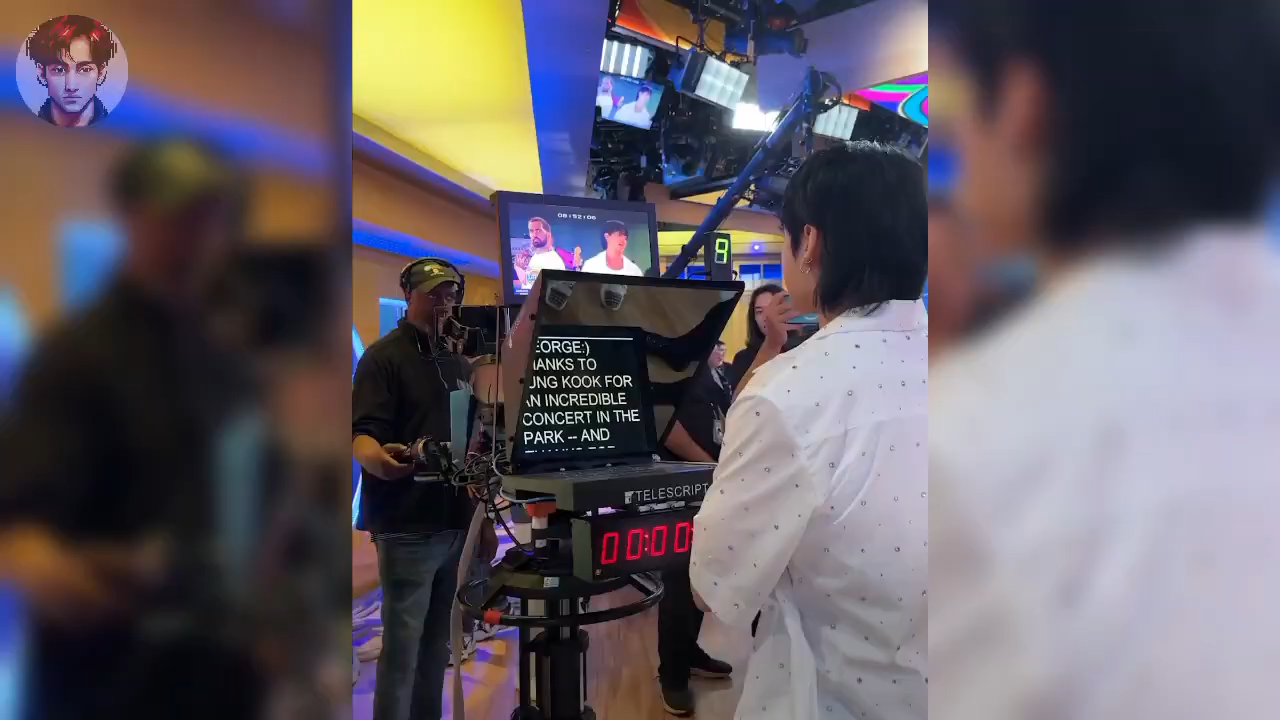 08:52:06
9
EORGE:)
HANKS TO
UNG KOOK FOR
AN INCREDIBLE
CONCERT IN THE
PARK -- AND
TELESCRIPT
00:00: